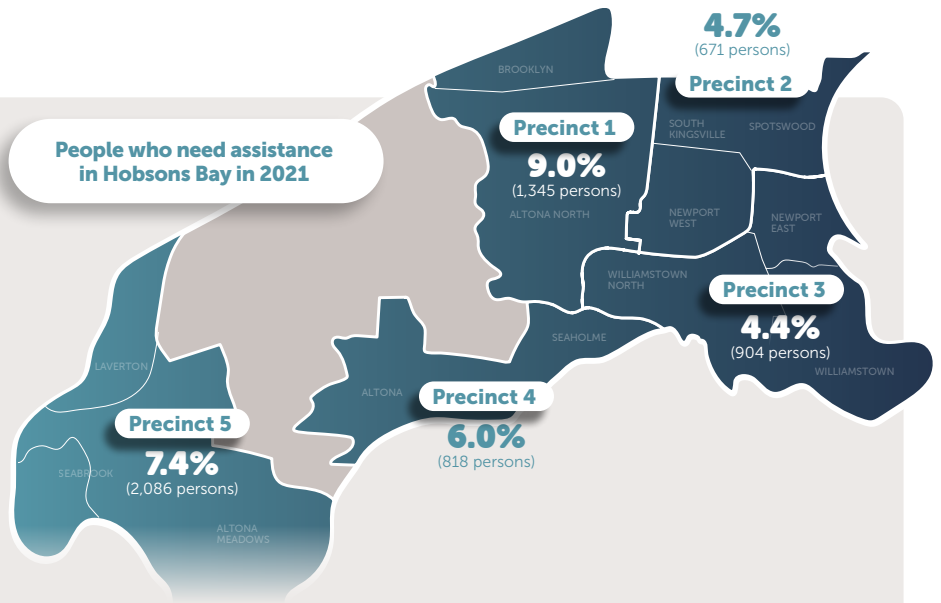 4.7%
(671 persons)
Precinct 2
BROOKLYN
SOUTH
KINGSVILLE
SPOTSWOOD
Precinct 1
9.0%
(1,345 persons)
ALTONA NORTH
People who need assistance
in Hobsons Bay in 2021
NEWPORT
WEST
NEWPORT
EAST
WILLIAMSTOWN
NORTH
Precinct 3
4.4%
(904 persons)
WILLIAMSTOWN
SEAHOLME
LAVERTON
ALTONA
Precinct 4
6.0%
(818 persons)
Precinct 5
7.4%
(2,086 persons)
SEABROOK
ALTONA
MEADOWS